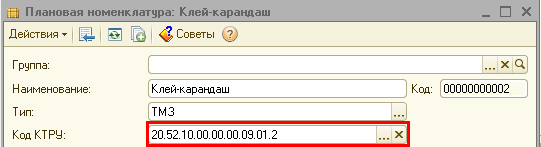 Плановая номенклатура: Клей-карандаш
Действия Советы ?
Группа:
Наименование: Клей-карандаш Код: 00000000002
Тип: ТМЗ ...
Код КТРУ: 20.52.10.00.00.00.09.01.2 ...